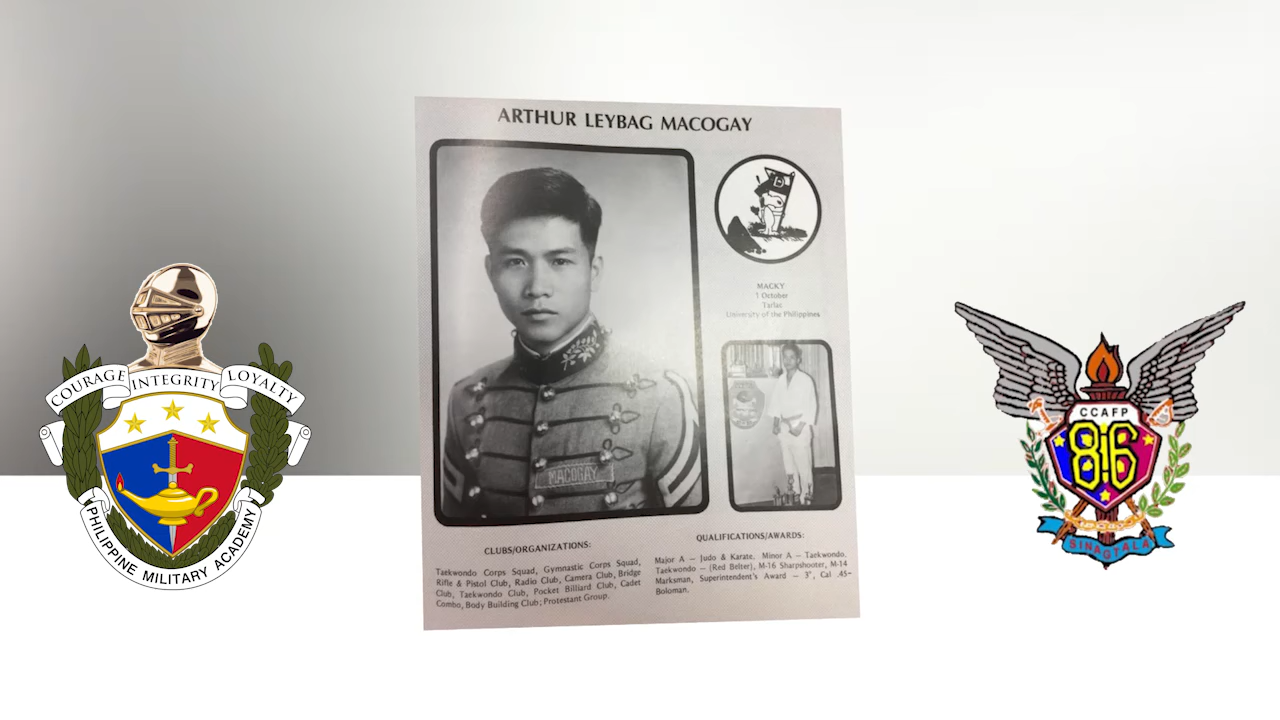 ARTHUR LEYBAG MACOGAY
MACKY
1 October
Tarlac
University of the Philippines
MACOGAY
CLUBS/ORGANIZATIONS:
Taekwondo Corps Squad, Gymnastic Corps Squad,
Rifle & Pistol Club, Radio Club, Camera Club, Bridge
Club, Taekwondo Club, Pocket Billiard Club, Cadet
Combo, Body Building Club; Protestant Group.
QUALIFICATIONS/AWARDS:
Major A — Judo & Karate. Minor A — Taekwondo.
Taekwondo — (Red Belter), M-16 Sharpshooter, M-14
Marksman, Superintendent's Award — 3", Cal .45—
Boloman.
COURAGE INTEGRITY LOYALTY
PHILIPPINE MILITARY ACADEMY
CCAFP
816
SINAGTALA